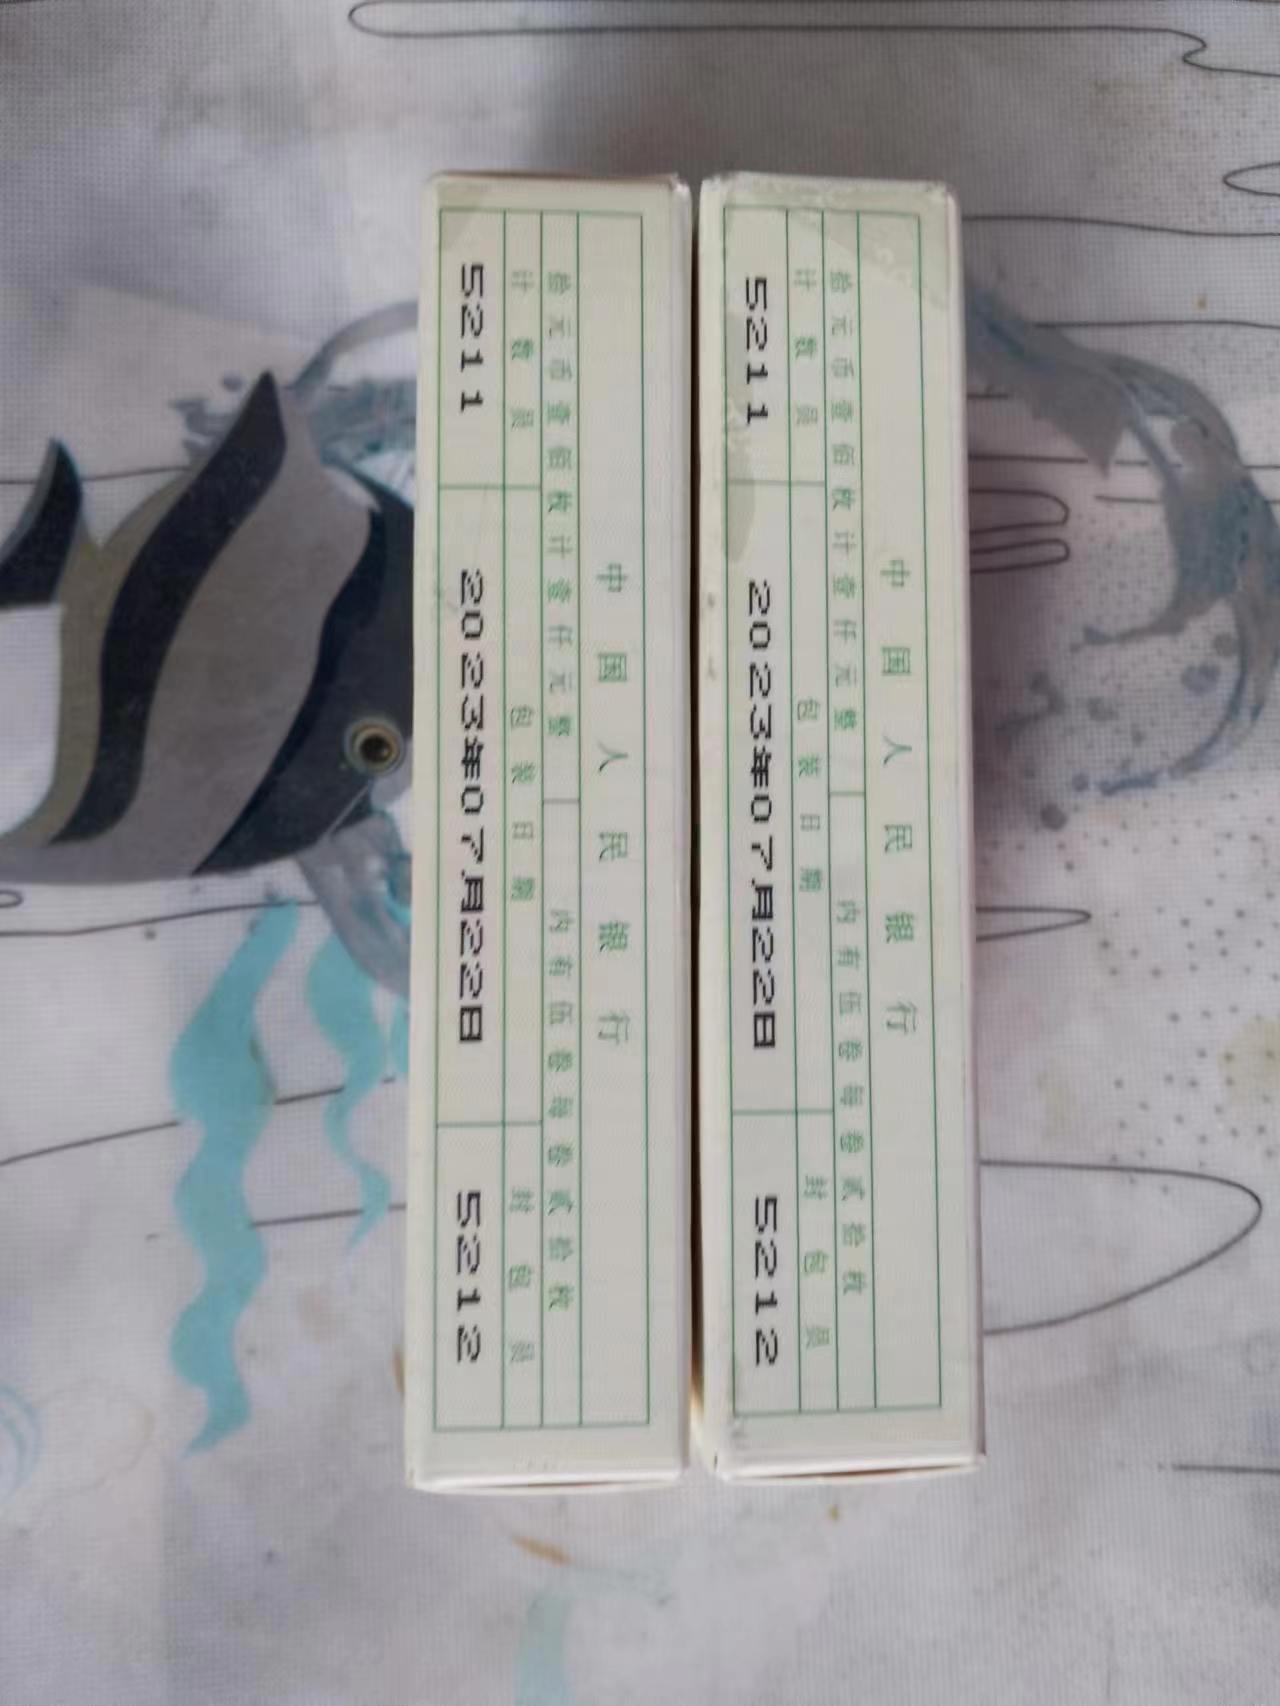 中国人民银行
拾元币壹佰枚计壹仟元整 内有伍卷每卷贰拾枚
计数员 包装日期 封包员
5211 2023年07月22日 5212
中国人民银行
拾元币壹佰枚计壹仟元整 内有伍卷每卷贰拾枚
计数员 包装日期 封包员
5211 2023年07月22日 5212